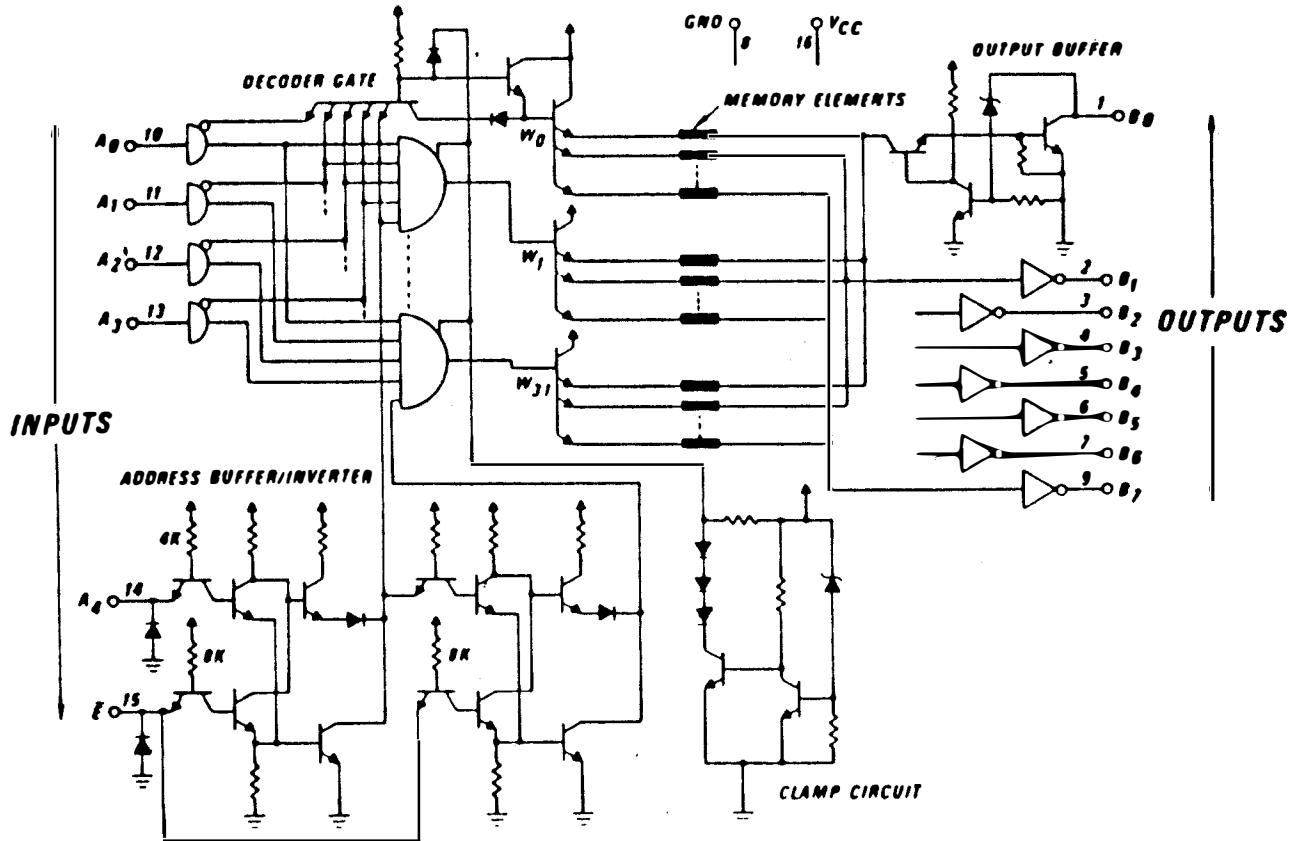 GND 8
16 VCC
OUTPUT BUFFER
DECODER GATE
MEMORY ELEMENTS
A0 10
W0
1 B0
A1 11
A2 12
W1
2 B1
A3 13
3 B2
OUTPUTS
4 B3
W31
5 B4
INPUTS
6 B5
7 B6
ADDRESS BUFFER/INVERTER
9 B7
4K
A4 14
8K
8K
E 15
CLAMP CIRCUIT